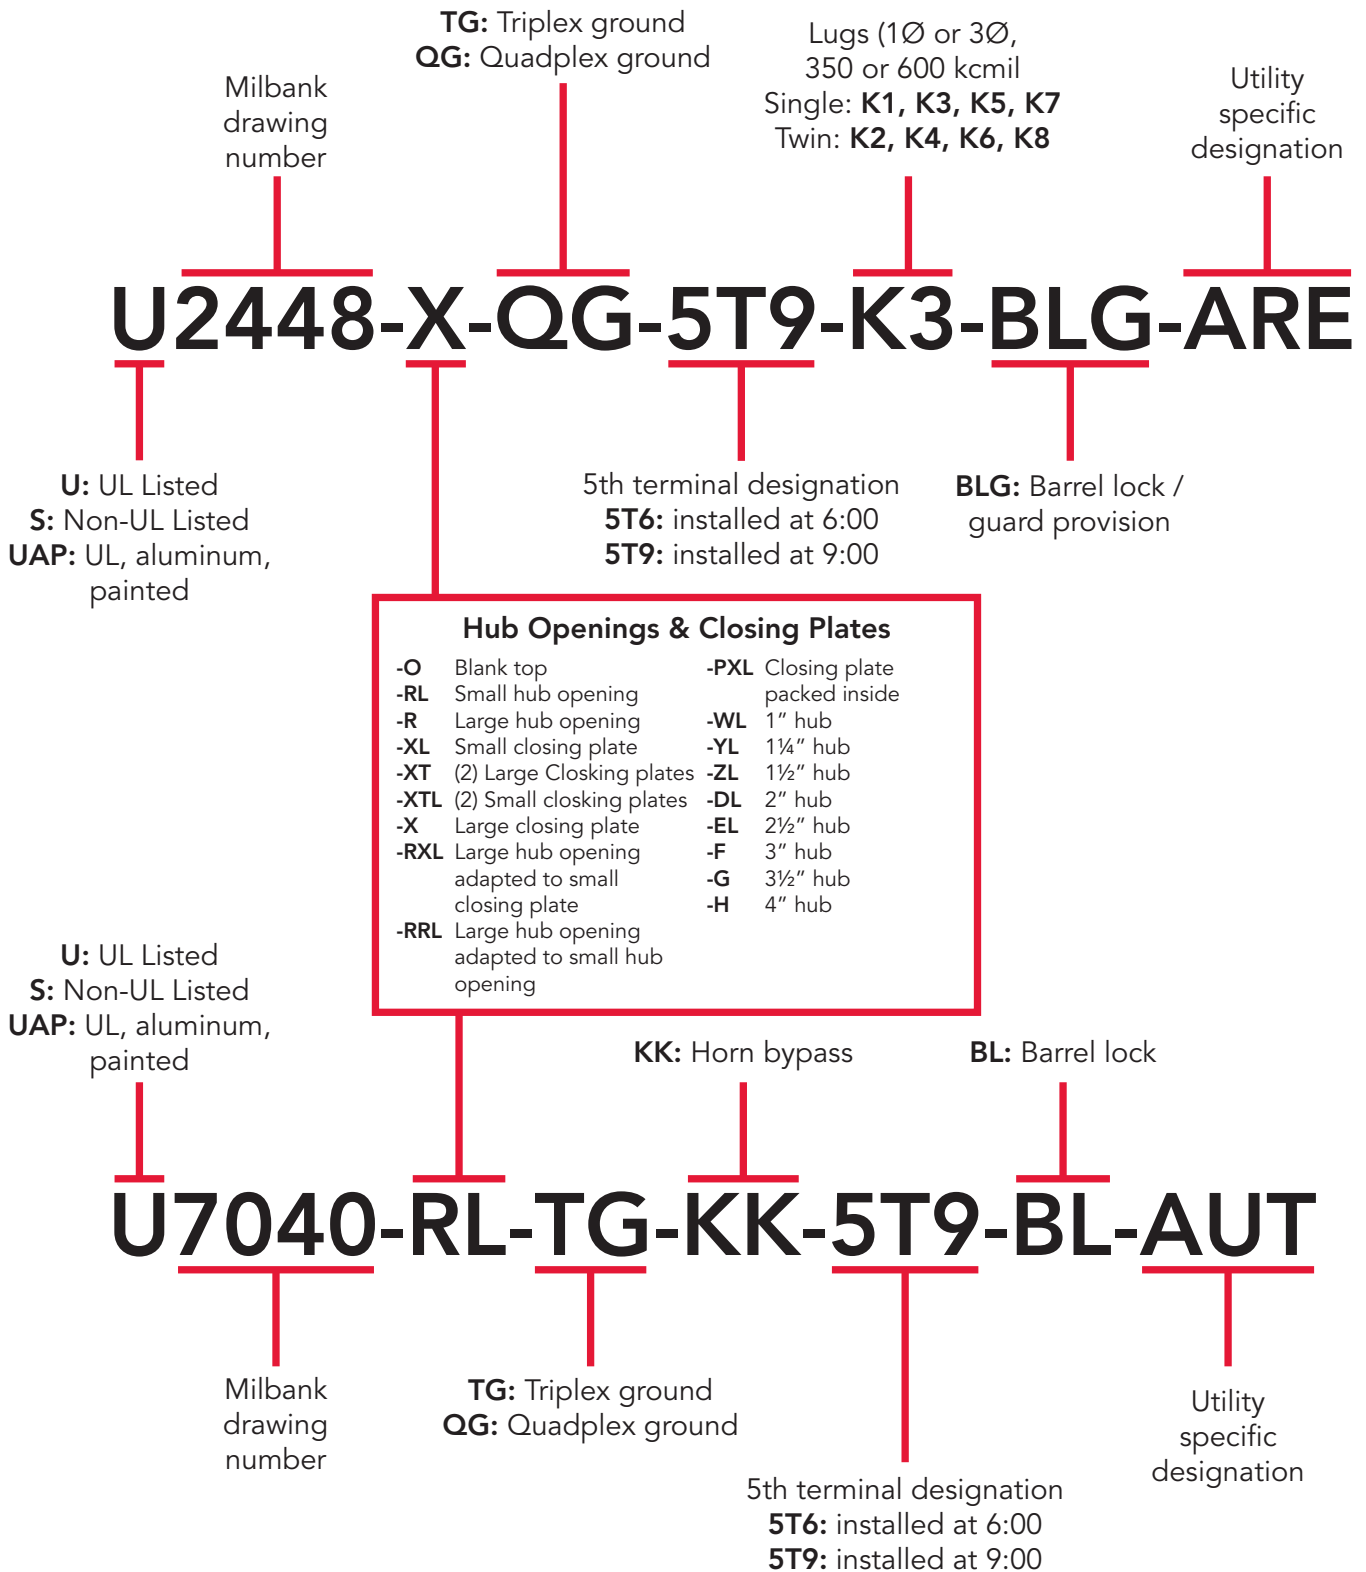 TG: Triplex ground
QG: Quadplex ground
Lugs (1Ø or 3Ø,
350 or 600 kcmil
Single: K1, K3, K5, K7
Twin: K2, K4, K6, K8
Milbank
drawing
number
Utility
specific
designation
U2448-X-QG-5T9-K3-BLG-ARE
U: UL Listed
S: Non-UL Listed
UAP: UL, aluminum,
painted
5th terminal designation
5T6: installed at 6:00
5T9: installed at 9:00
BLG: Barrel lock /
guard provision
Hub Openings & Closing Plates
-O Blank top
-RL Small hub opening
-R Large hub opening
-XL Small closing plate
-XT (2) Large Closking plates
-XTL (2) Small closking plates
-X Large closing plate
-RXL Large hub opening
adapted to small
closing plate
-RRL Large hub opening
adapted to small hub
opening
-PXL Closing plate
packed inside
-WL 1″ hub
-YL 1¼″ hub
-ZL 1½″ hub
-DL 2″ hub
-EL 2½″ hub
-F 3″ hub
-G 3½″ hub
-H 4″ hub
U: UL Listed
S: Non-UL Listed
UAP: UL, aluminum,
painted
KK: Horn bypass
BL: Barrel lock
U7040-RL-TG-KK-5T9-BL-AUT
Milbank
drawing
number
TG: Triplex ground
QG: Quadplex ground
5th terminal designation
5T6: installed at 6:00
5T9: installed at 9:00
Utility
specific
designation